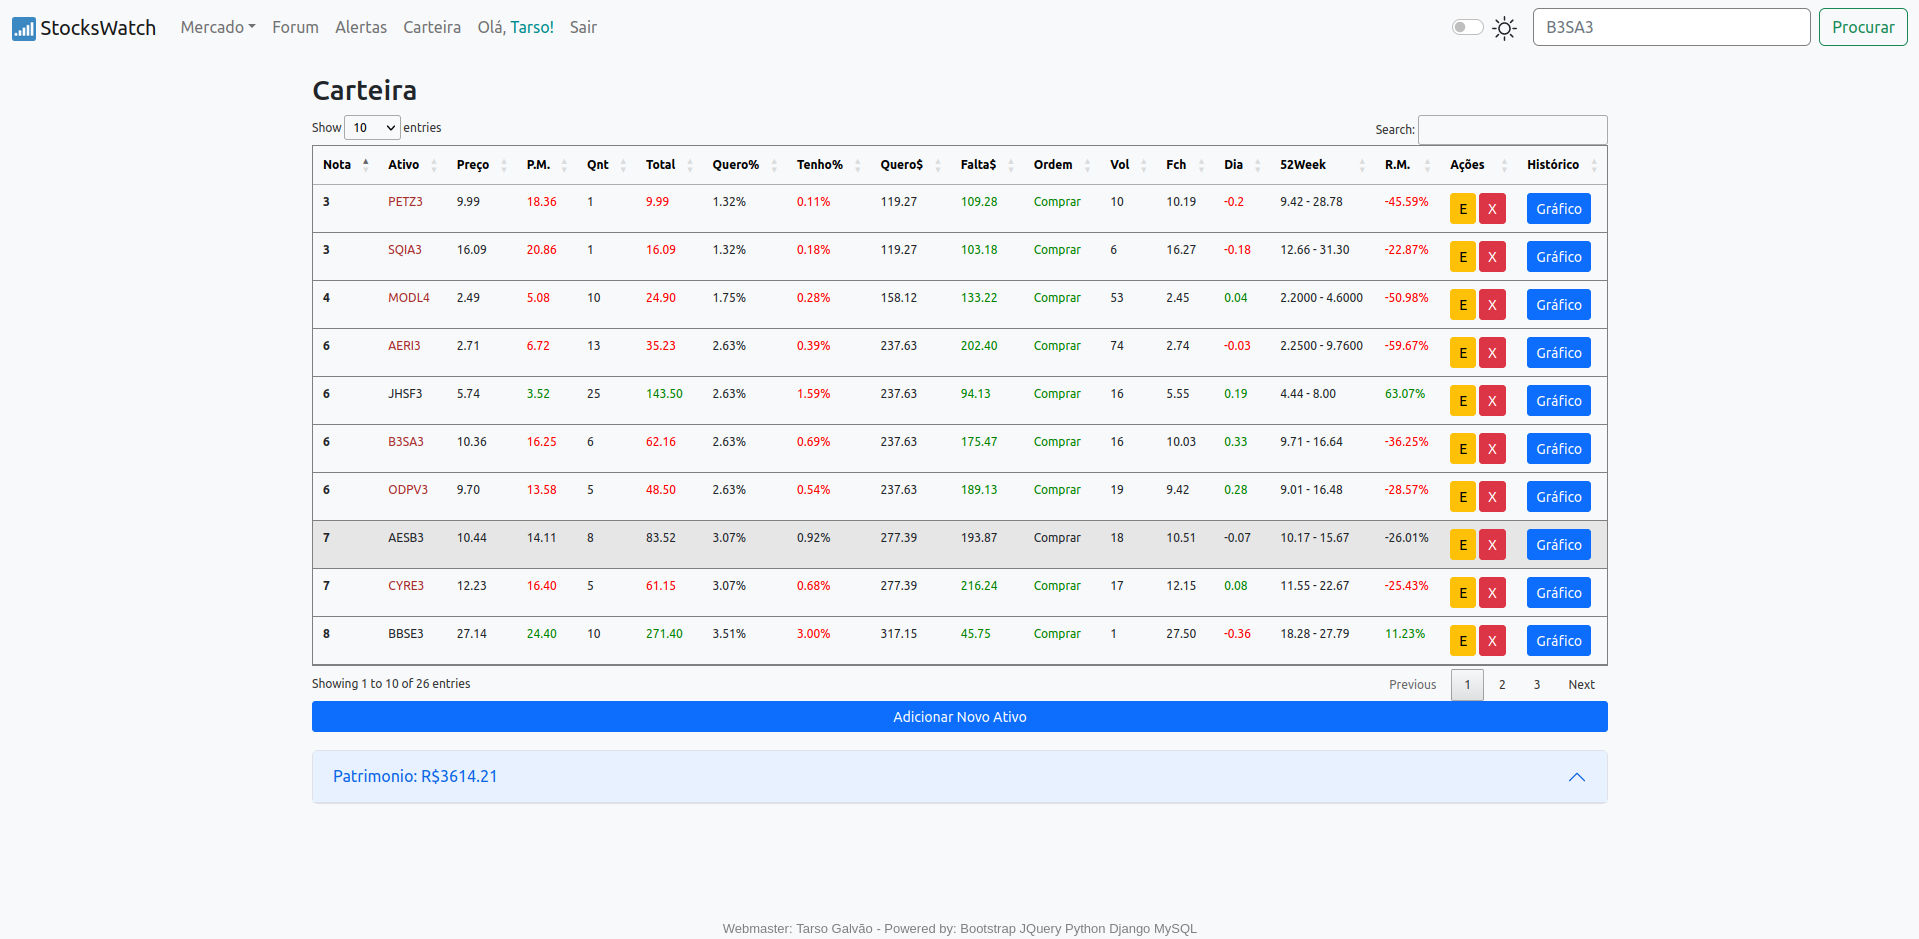 StocksWatch Mercado Forum Alertas Carteira Olá, Tarso! Sair B3SA3 Procurar
Carteira
Show 10 entries Search:
Nota Ativo Preço P.M. Qnt Total Quero% Tenho% Quero$ Falta$ Ordem Vol Fch Dia 52Week R.M. Ações Histórico
3 PETZ3 9.99 18.36 1 9.99 1.32% 0.11% 119.27 109.28 Comprar 10 10.19 -0.2 9.42 - 28.78 -45.59% E X Gráfico
3 SQIA3 16.09 20.86 1 16.09 1.32% 0.18% 119.27 103.18 Comprar 6 16.27 -0.18 12.66 - 31.30 -22.87% E X Gráfico
4 MODL4 2.49 5.08 10 24.90 1.75% 0.28% 158.12 133.22 Comprar 53 2.45 0.04 2.2000 - 4.6000 -50.98% E X Gráfico
6 AERI3 2.71 6.72 13 35.23 2.63% 0.39% 237.63 202.40 Comprar 74 2.74 -0.03 2.2500 - 9.7600 -59.67% E X Gráfico
6 JHSF3 5.74 3.52 25 143.50 2.63% 1.59% 237.63 94.13 Comprar 16 5.55 0.19 4.44 - 8.00 63.07% E X Gráfico
6 B3SA3 10.36 16.25 6 62.16 2.63% 0.69% 237.63 175.47 Comprar 16 10.03 0.33 9.71 - 16.64 -36.25% E X Gráfico
6 ODPV3 9.70 13.58 5 48.50 2.63% 0.54% 237.63 189.13 Comprar 19 9.42 0.28 9.01 - 16.48 -28.57% E X Gráfico
7 AESB3 10.44 14.11 8 83.52 3.07% 0.92% 277.39 193.87 Comprar 18 10.51 -0.07 10.17 - 15.67 -26.01% E X Gráfico
7 CYRE3 12.23 16.40 5 61.15 3.07% 0.68% 277.39 216.24 Comprar 17 12.15 0.08 11.55 - 22.67 -25.43% E X Gráfico
8 BBSE3 27.14 24.40 10 271.40 3.51% 3.00% 317.15 45.75 Comprar 1 27.50 -0.36 18.28 - 27.79 11.23% E X Gráfico
Showing 1 to 10 of 26 entries Previous 1 2 3 Next
Adicionar Novo Ativo
Patrimonio: R$3614.21
Webmaster: Tarso Galvão - Powered by: Bootstrap JQuery Python Django MySQL